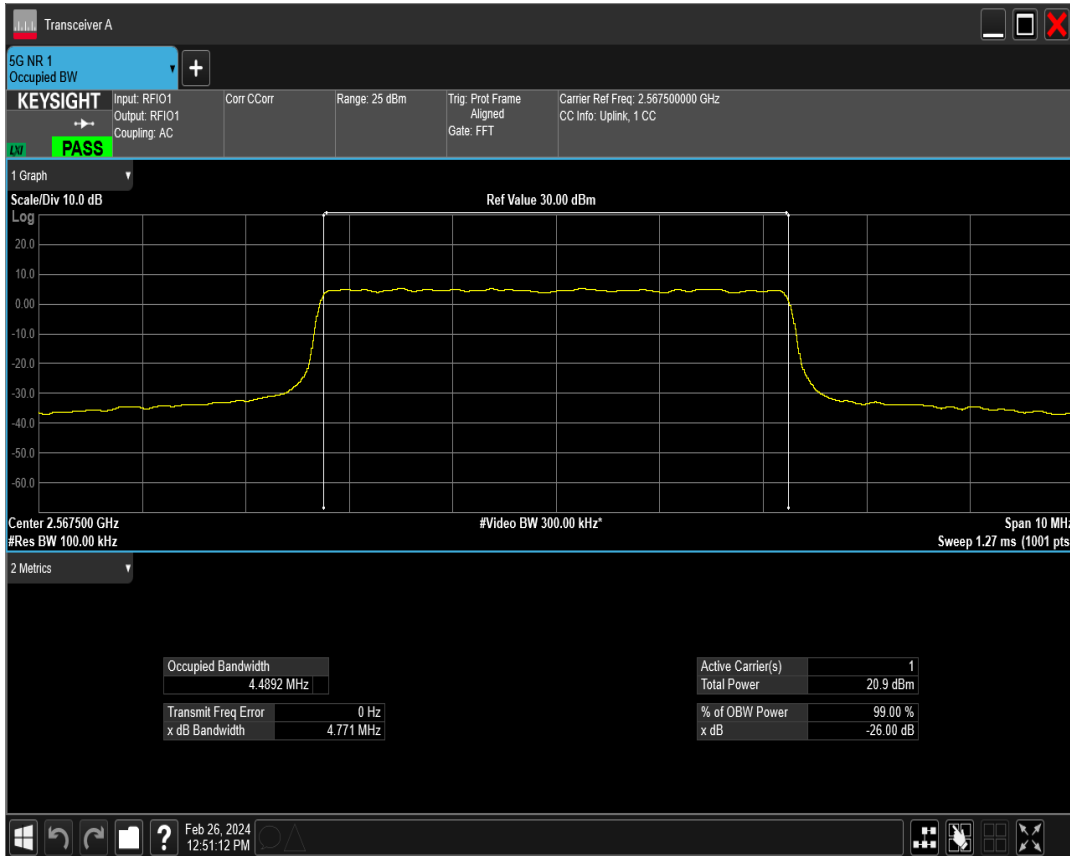 Transceiver A
5G NR 1
Occupied BW
KEYSIGHT
LXI
PASS
Input: RFIO1
Output: RFIO1
Coupling: AC
Corr CCorr
Range: 25 dBm
Trig: Prot Frame
Aligned
Gate: FFT
Carrier Ref Freq: 2.567500000 GHz
CC Info: Uplink, 1 CC
1 Graph
Scale/Div 10.0 dB
Ref Value 30.00 dBm
Log
20.0
10.0
0.00
-10.0
-20.0
-30.0
-40.0
-50.0
-60.0
Center 2.567500 GHz
#Video BW 300.00 kHz*
Span 10 MHz
#Res BW 100.00 kHz
Sweep 1.27 ms (1001 pts
2 Metrics
Occupied Bandwidth
4.4892 MHz
Transmit Freq Error 0 Hz
x dB Bandwidth 4.771 MHz
Active Carrier(s) 1
Total Power 20.9 dBm
% of OBW Power 99.00 %
x dB -26.00 dB
Feb 26, 2024
12:51:12 PM